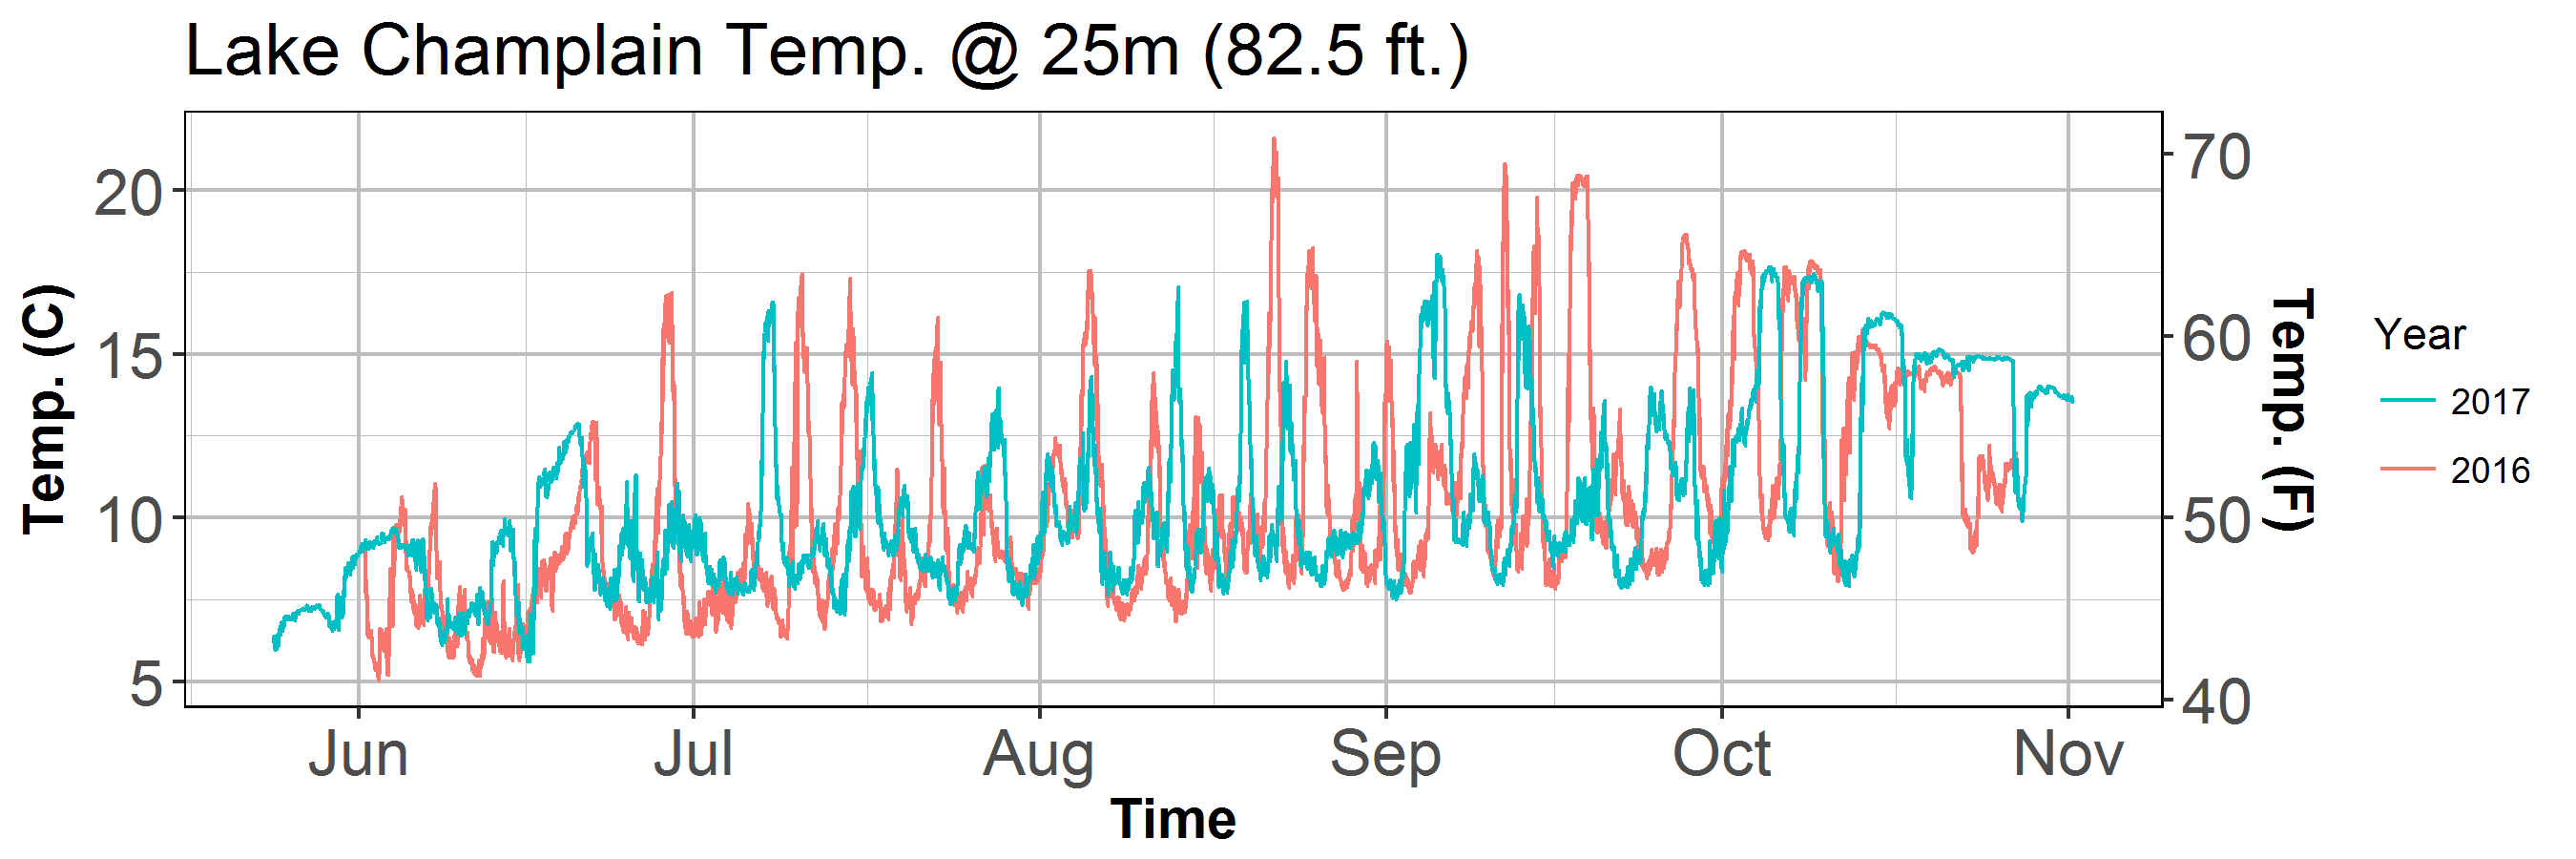 Lake Champlain Temp. @ 25m (82.5 ft.)
Temp. (C)
20
15
10
5
70
60
50
40
Temp. (F)
Jun Jul Aug Sep Oct Nov
Time
Year
2017
2016